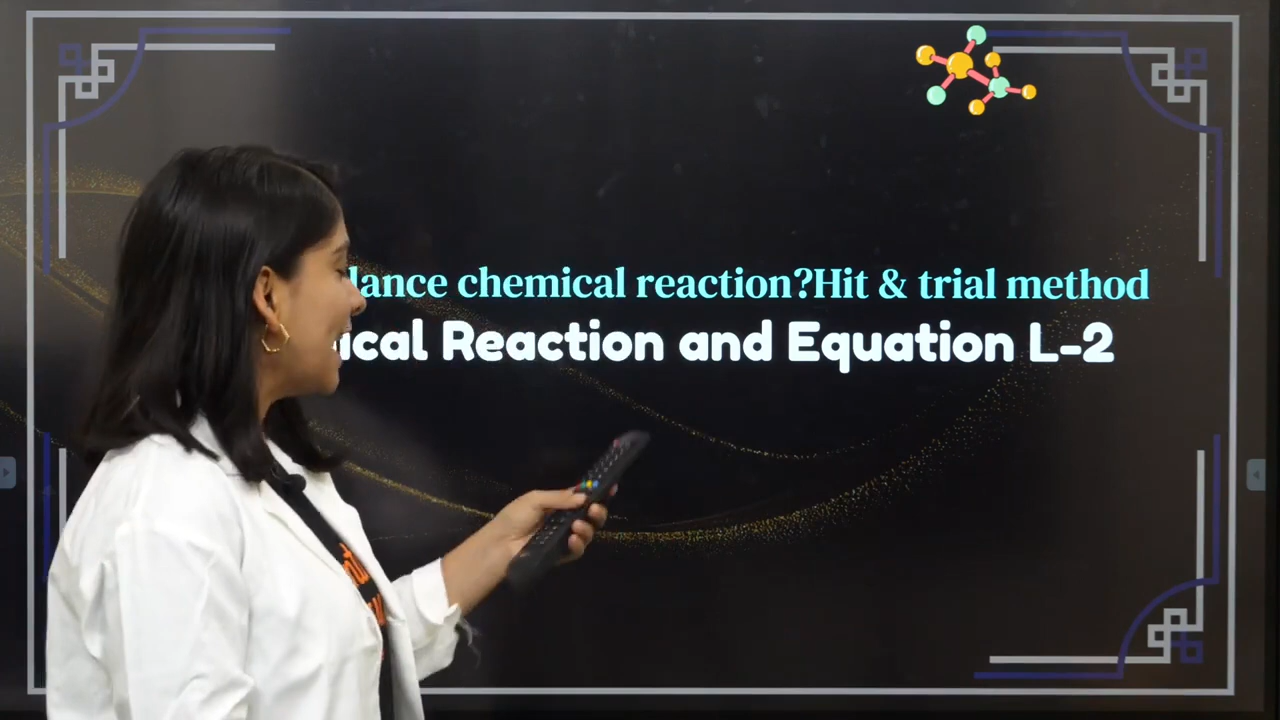 lance chemical reaction?Hit & trial method
ical Reaction and Equation L-2